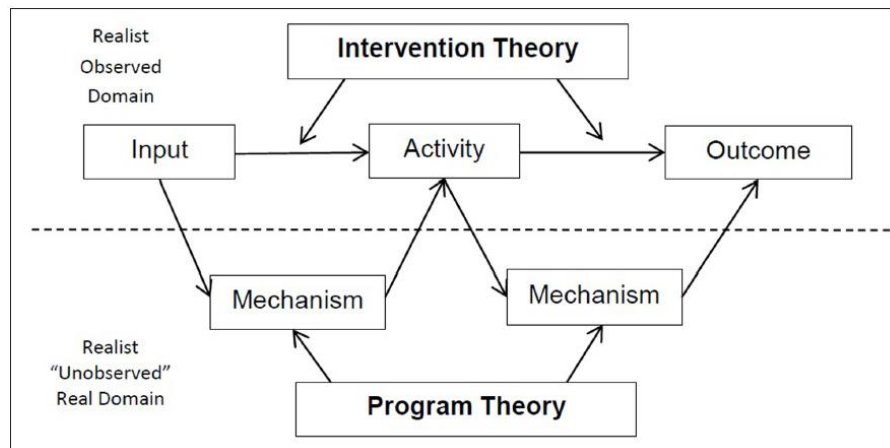 Realist
Observed
Domain
Intervention Theory
Input
Activity
Outcome
Mechanism
Mechanism
Realist
“Unobserved”
Real Domain
Program Theory